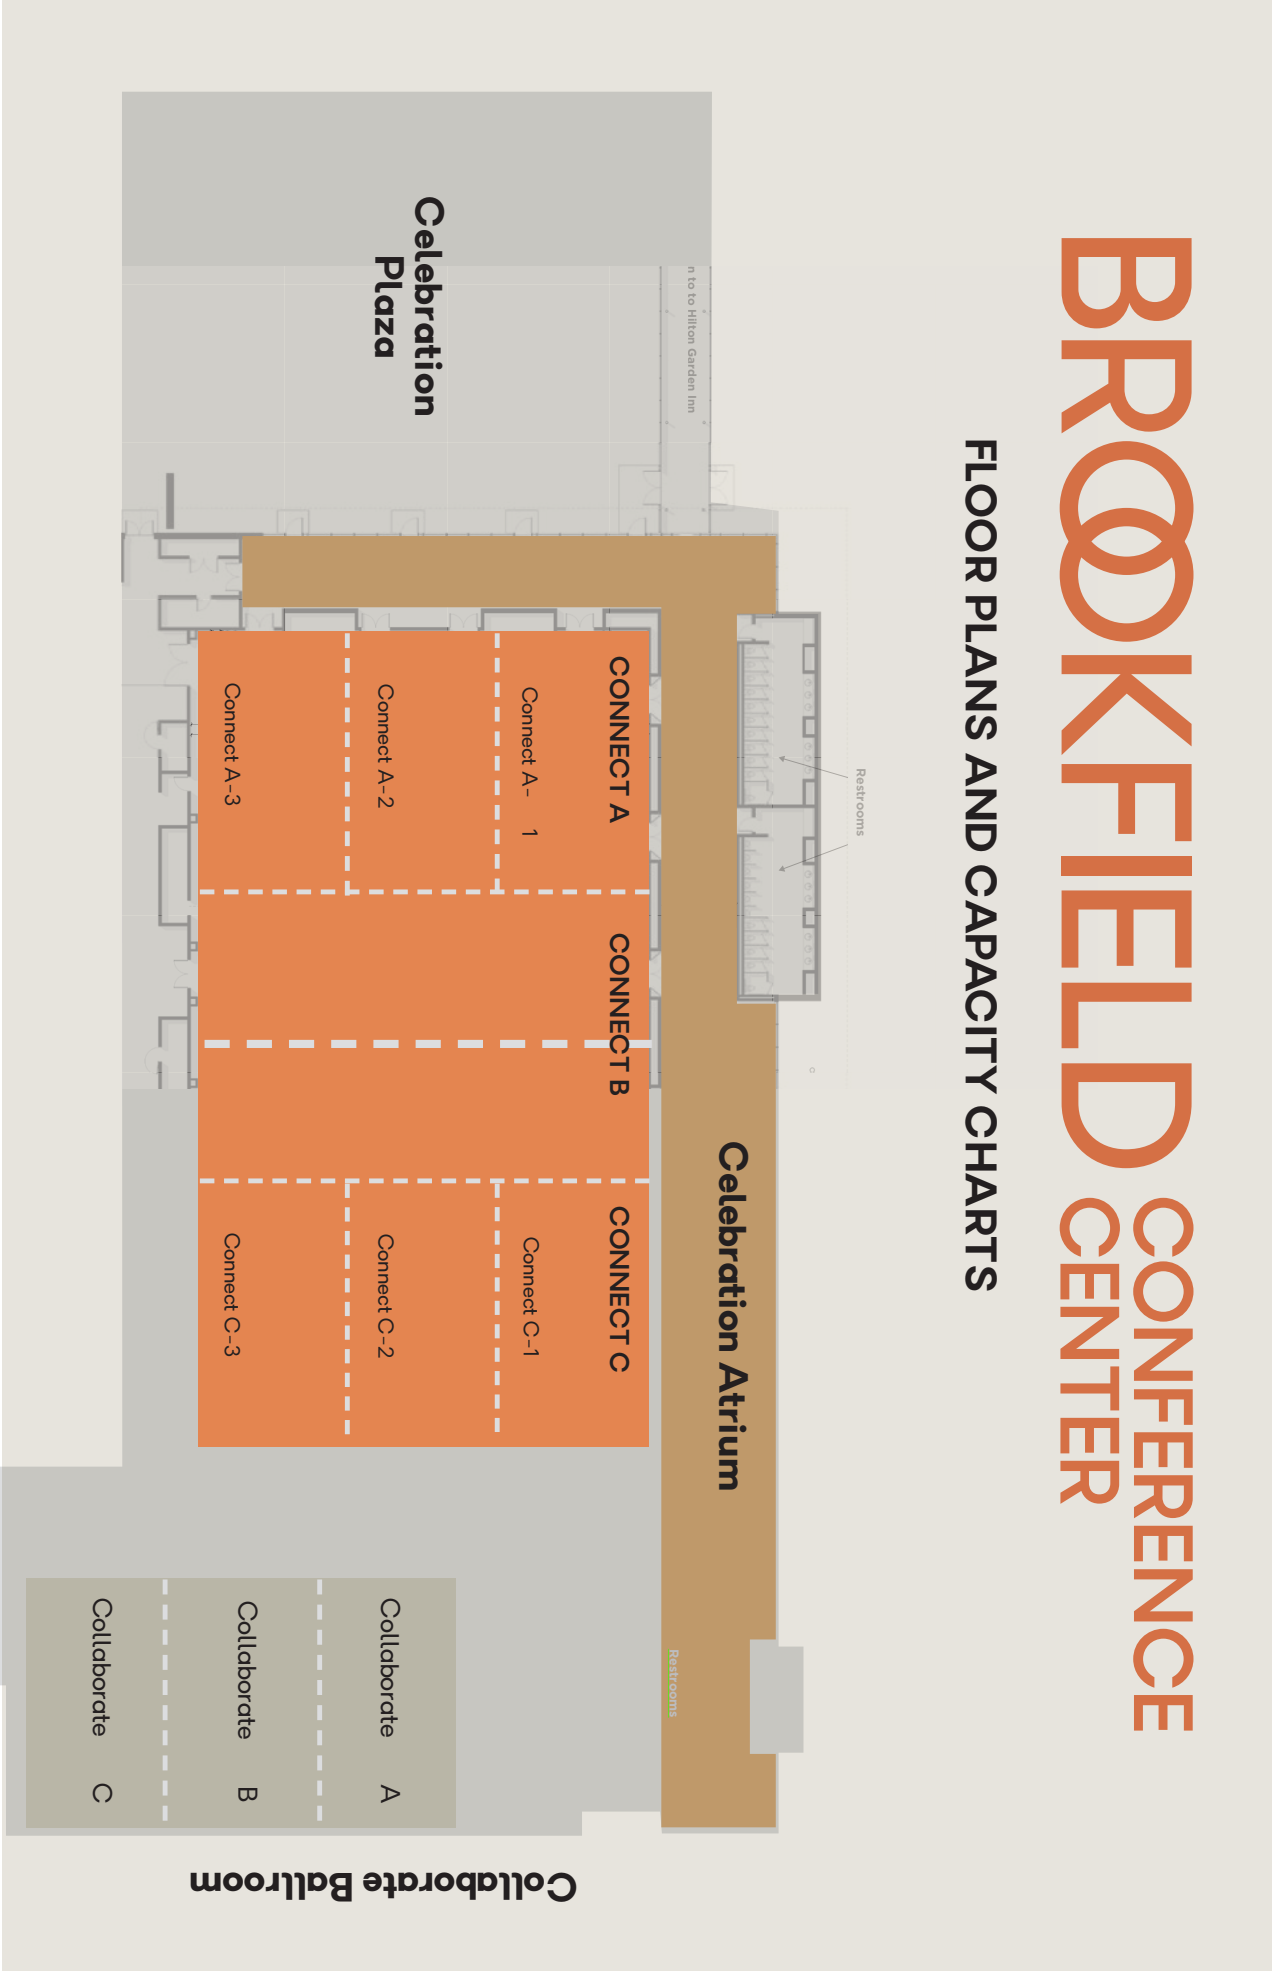 BROOKFIELD
CONFERENCE
CENTER
FLOOR PLANS AND CAPACITY CHARTS
Restrooms
n to to Hilton Garden Inn
Celebration
Plaza
Celebration Atrium
Restrooms
CONNECT A
CONNECT B
CONNECT C
Connect A- 1
Connect C-1
Connect A-2
Connect C-2
Connect A-3
Connect C-3
Collaborate A
Collaborate B
Collaborate C
Collaborate Ballroom